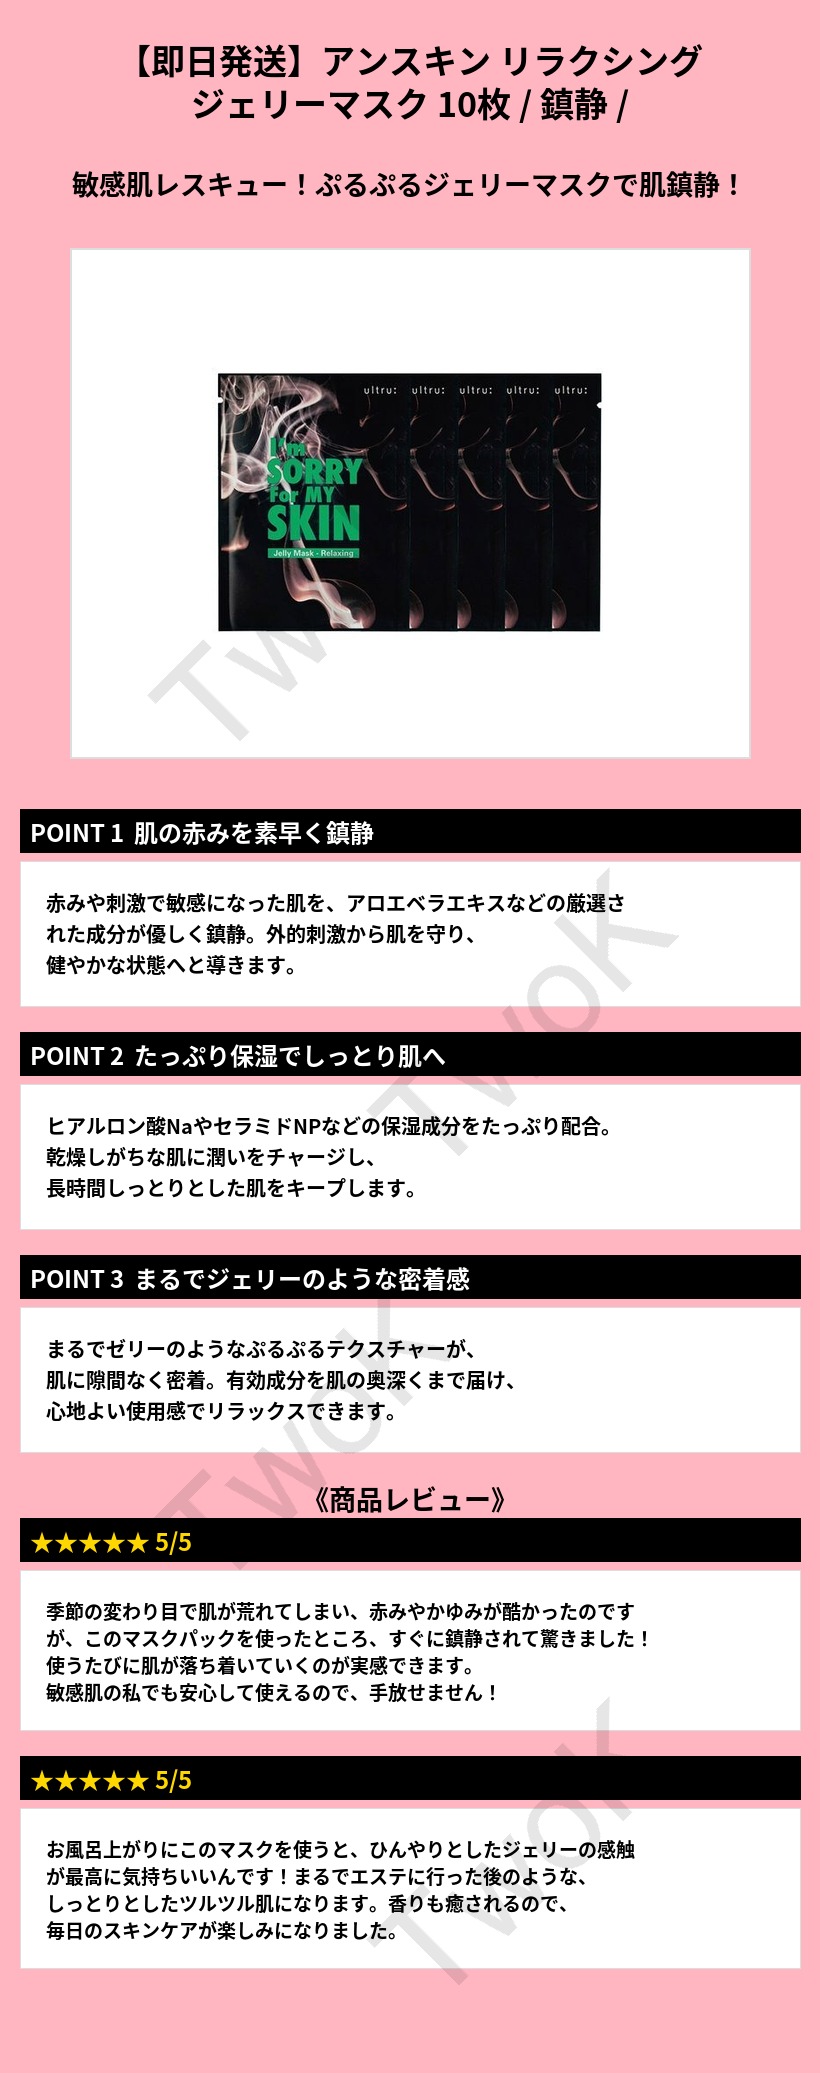 【即日発送】アンスキン リラクシング
ジェリーマスク 10枚 / 鎮静 /
敏感肌レスキュー！ぷるぷるジェリーマスクで肌鎮静！
ultru: ultru: ultru: ultru: ultru:
I'm
SORRY
For MY
SKIN
Jelly Mask - Relaxing
TwoK
POINT 1 肌の赤みを素早く鎮静
赤みや刺激で敏感になった肌を、アロエベラエキスなどの厳選さ
れた成分が優しく鎮静。外的刺激から肌を守り、
健やかな状態へと導きます。
TwoK
POINT 2 たっぷり保湿でしっとり肌へ
ヒアルロン酸NaやセラミドNPなどの保湿成分をたっぷり配合。
乾燥しがちな肌に潤いをチャージし、
長時間しっとりとした肌をキープします。
POINT 3 まるでジェリーのような密着感
まるでゼリーのようなぷるぷるテクスチャーが、
肌に隙間なく密着。有効成分を肌の奥深くまで届け、
心地よい使用感でリラックスできます。
TwoK
《商品レビュー》
★★★★★ 5/5
季節の変わり目で肌が荒れてしまい、赤みやかゆみが酷かったのです
が、このマスクパックを使ったところ、すぐに鎮静されて驚きました！
使うたびに肌が落ち着いていくのが実感できます。
敏感肌の私でも安心して使えるので、手放せません！
★★★★★ 5/5
お風呂上がりにこのマスクを使うと、ひんやりとしたジェリーの感触
が最高に気持ちいいんです！まるでエステに行った後のような、
しっとりとしたツルツル肌になります。香りも癒されるので、
毎日のスキンケアが楽しみになりました。
TwoK